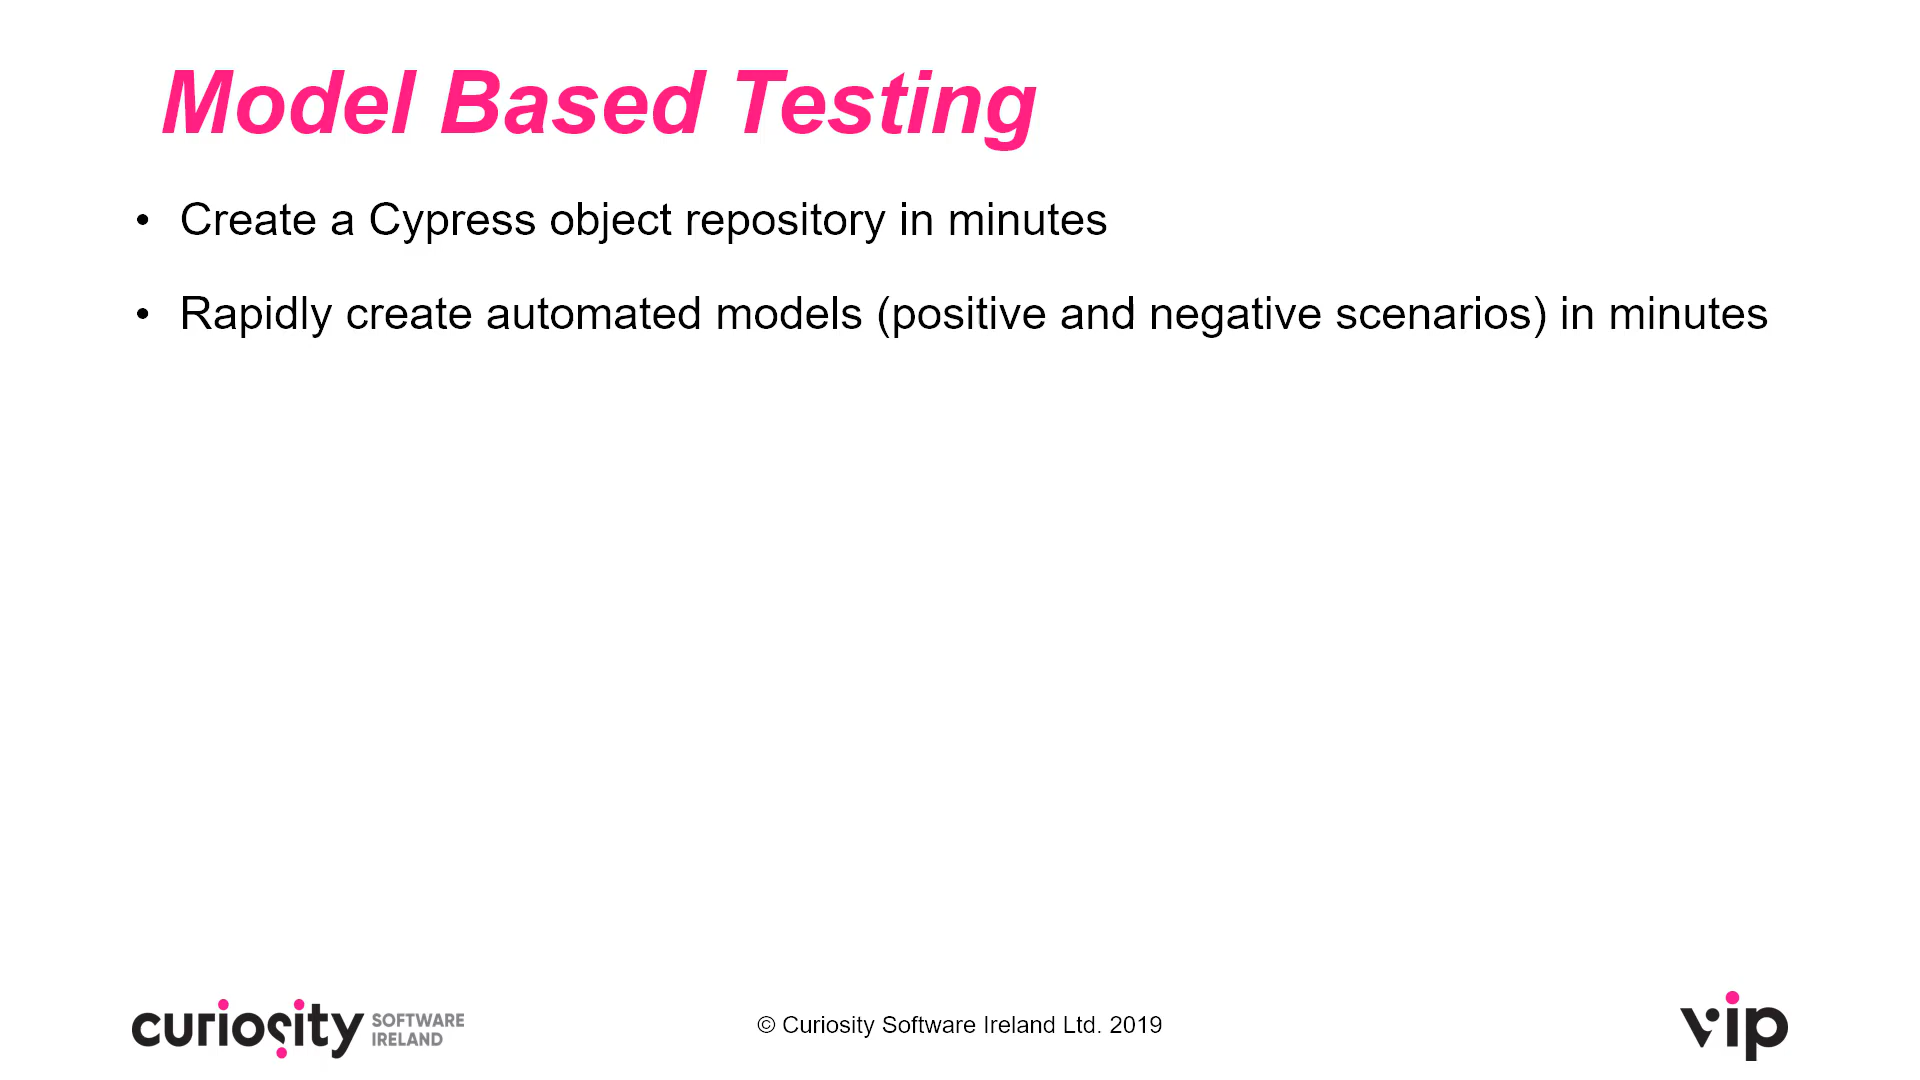 Model Based Testing
• Create a Cypress object repository in minutes
• Rapidly create automated models (positive and negative scenarios) in minutes
curiosity SOFTWARE IRELAND
© Curiosity Software Ireland Ltd. 2019
vip